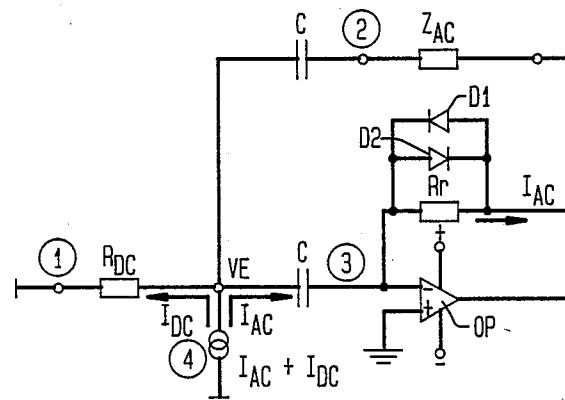 C
2
Z_AC
D1
D2
Rr
I_AC
1
R_DC
VE
C
3
+
-
+
OP
I_DC
I_AC
4
I_AC + I_DC
-